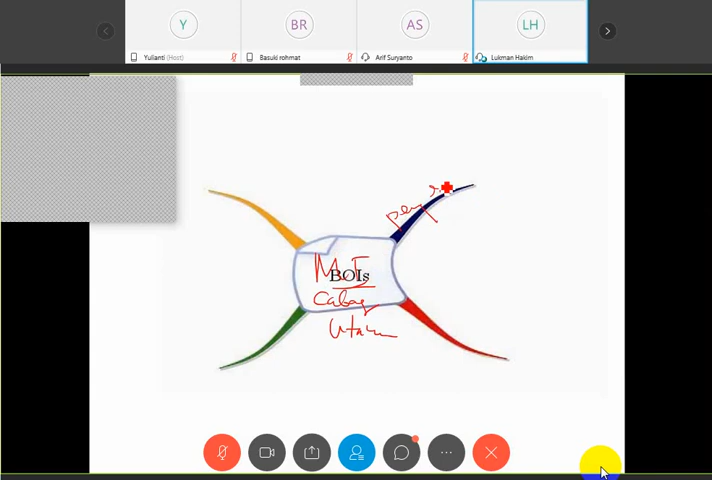 Y
BR
AS
LH
Yulianti (Host)
Basuki rohmat
Arif Suryanto
Lukman Hakim
BOIs
Cabang
Utama